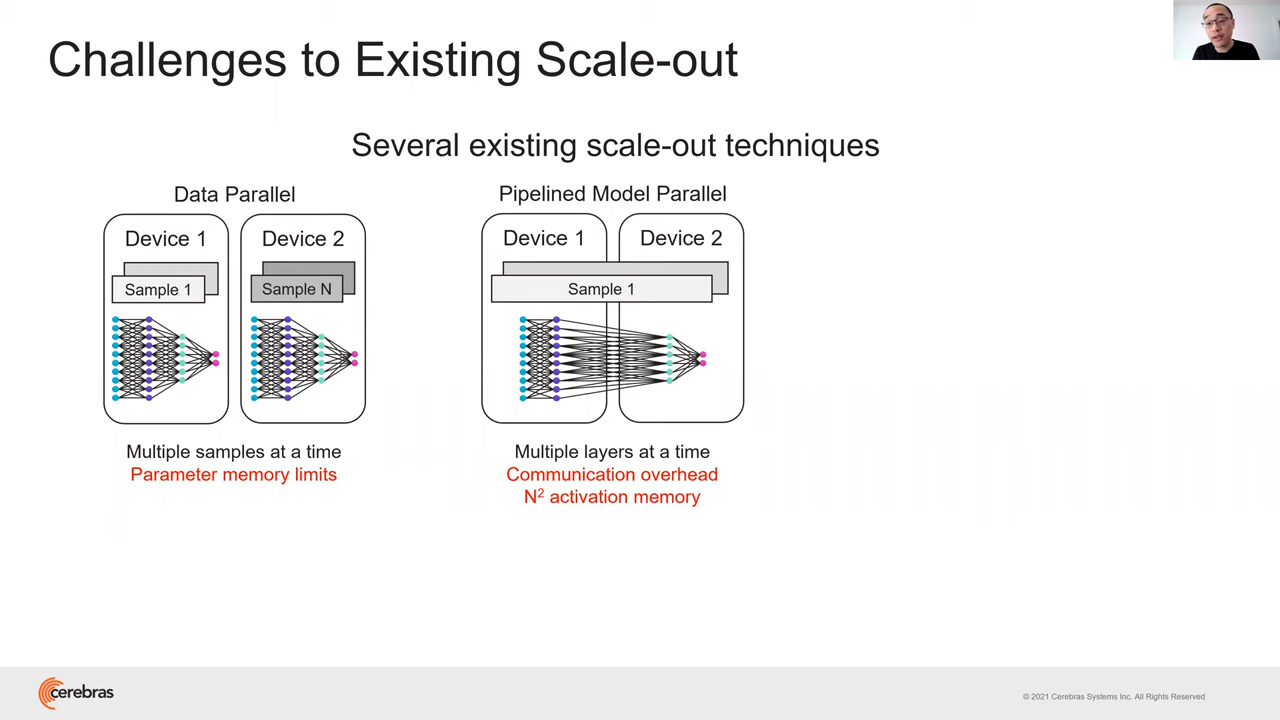 Challenges to Existing Scale-out
Several existing scale-out techniques
Data Parallel
Device 1
Device 2
Sample 1
Sample N
Multiple samples at a time
Parameter memory limits
Pipelined Model Parallel
Device 1
Device 2
Sample 1
Multiple layers at a time
Communication overhead
N² activation memory
cerebras
© 2021 Cerebras Systems Inc. All Rights Reserved